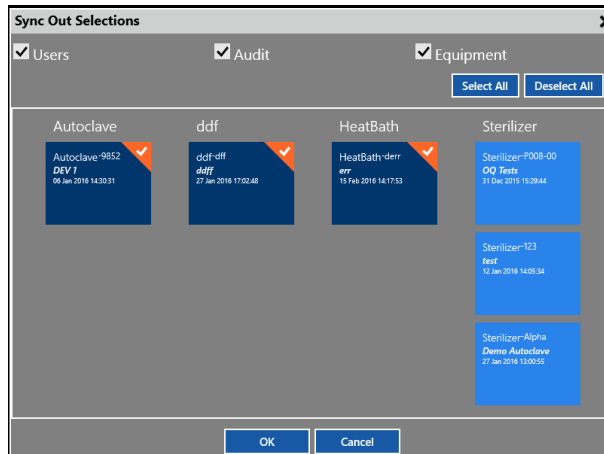 Sync Out Selections
Users Audit Equipment
Select All Deselect All
Autoclave ddf HeatBath Sterilizer
Autoclave-9852
DEV 1
06 Jan 2016 14:30:31
ddf-dff
ddff
27 Jan 2016 17:02:48
HeatBath-derr
err
15 Feb 2016 14:17:53
Sterilizer-P008-00
OQ Tests
31 Dec 2015 15:29:44
Sterilizer-123
test
12 Jan 2016 14:05:34
Sterilizer-Alpha
Demo Autoclave
27 Jan 2016 13:00:55
OK Cancel